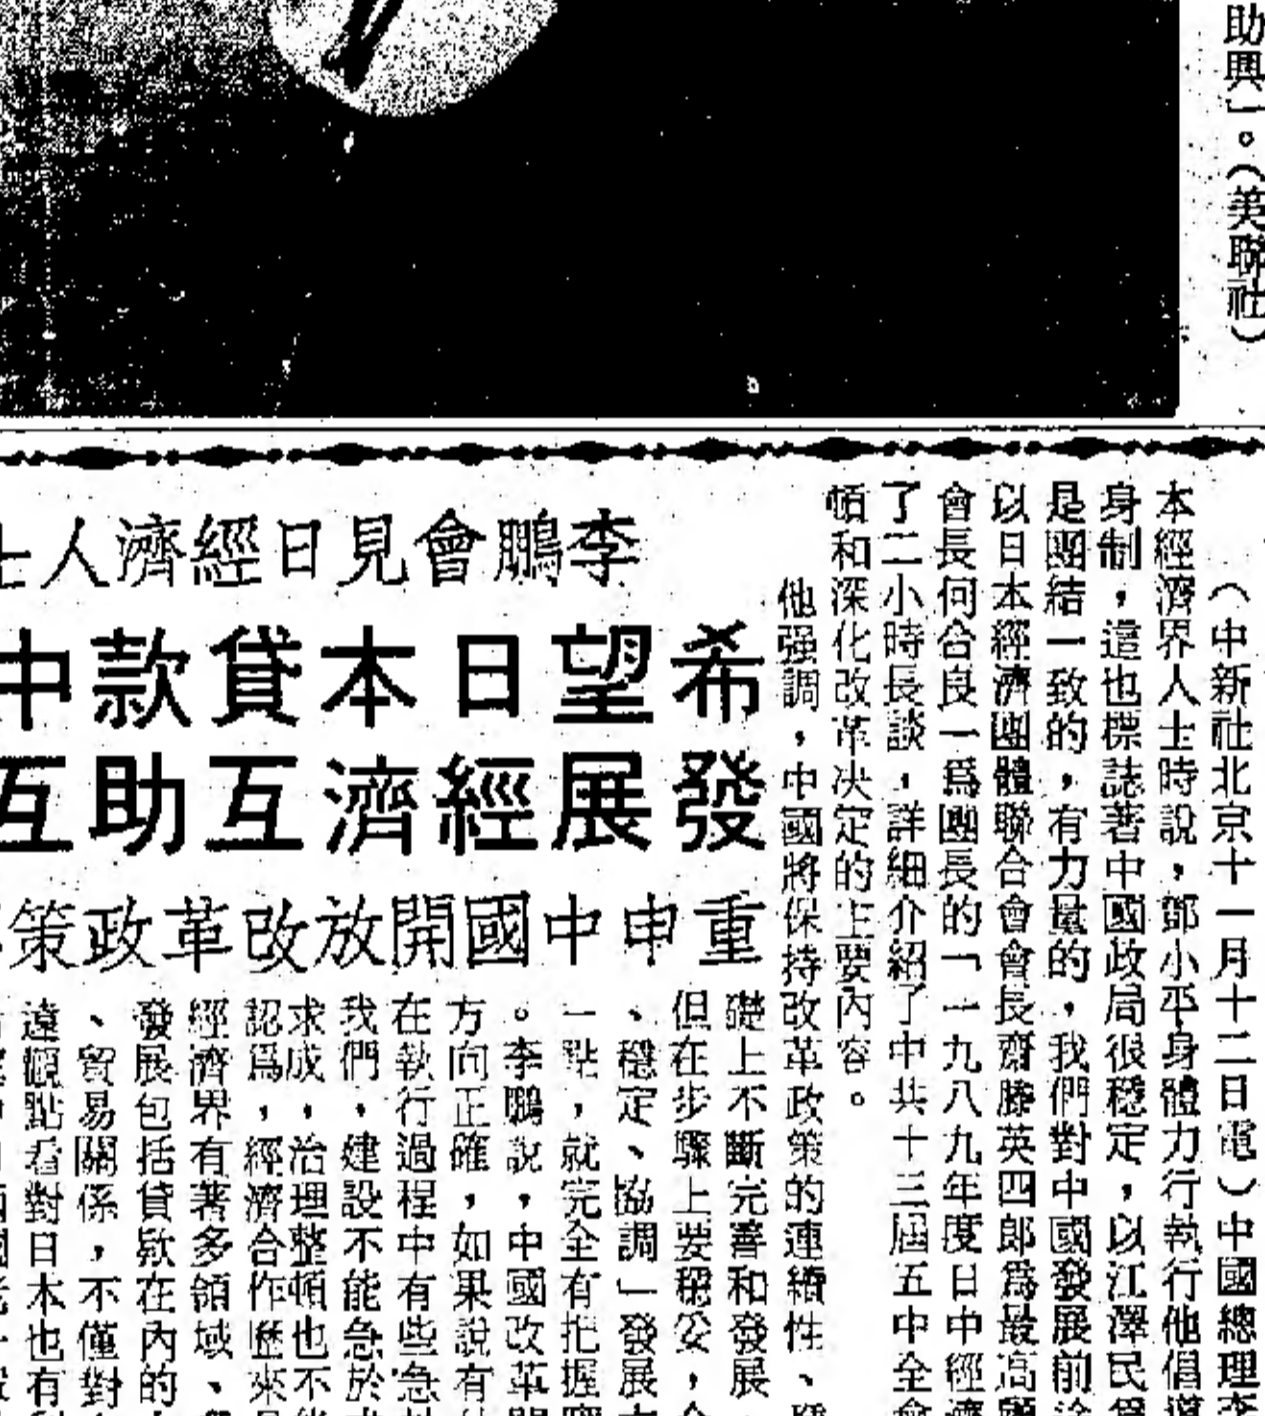 助興」。(美聯社)
李鵬會見日經濟人士
希望日本貸款中
發展經濟互助互
重申中國開放改革政策
(中新社北京十一月十二日電)中國總理李
本經濟界人士時說，鄧小平身體力行執行他倡導
身制，這也標誌著中國政局很穩定，以江澤民爲
是團結一致的，有力量的，我們對中國發展前途
以日本經濟團體聯合會會長齋藤英四郎爲最高顧
會長何合良一爲團長的「一九八九年度日中經濟
了二小時長談，詳細介紹了中共十三屆五中全會
頓和深化改革決定的主要內容。
他强調，中國將保持改革政策的連續性、
礎上不斷完善和發展，
但在步驟上要穩妥，
、穩定、協調」發展
一點，就完全有把握
。李鵬說，中國改革開
方向正確，如果說有
在執行過程中有些急
我們，建設不能急於
求成，治理整頓也不能
認爲，經濟合作歷來
經濟界有著多領域、
發展包括貸款在內的
、貿易關係，不僅對
遠觀點看對日本也有